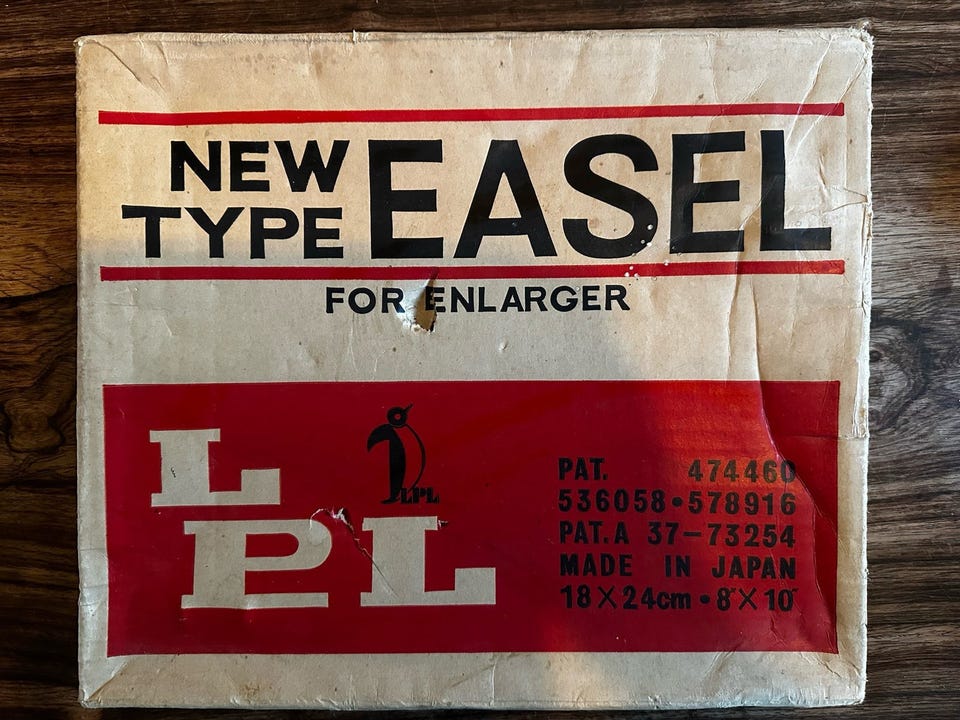 NEW
TYPE EASEL
FOR ENLARGER
L
LPL
PL
PAT. 474460
536058•578916
PAT.A 37-73254
MADE IN JAPAN
18×24cm•8"×10"